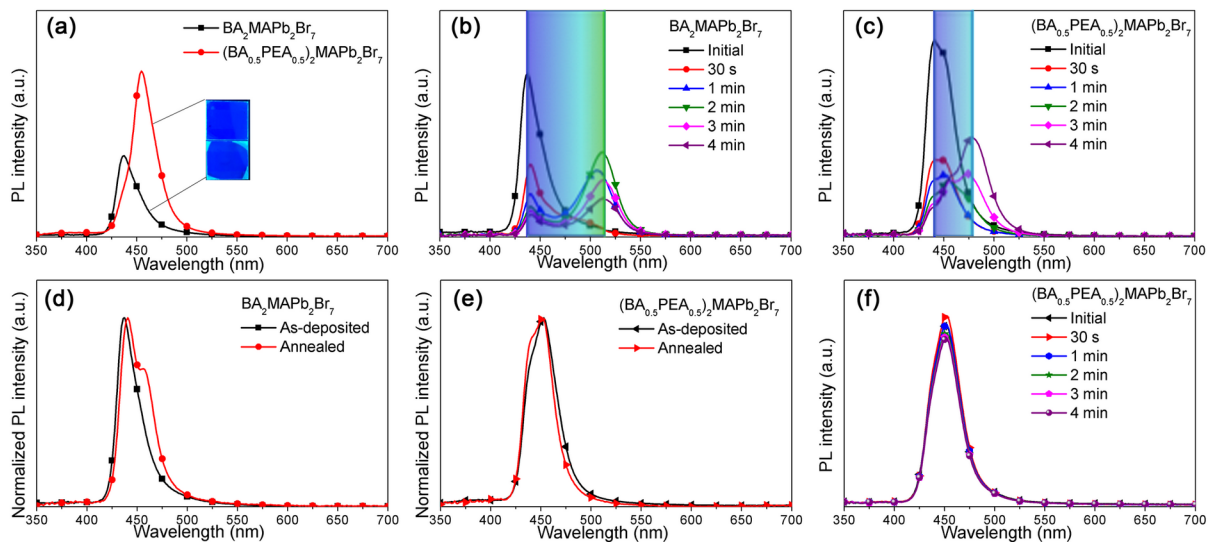 (a)
BA₂MAPb₂Br₇
(BA₀.₅PEA₀.₅)₂MAPb₂Br₇
PL intensity (a.u.)
350 400 450 500 550 600 650 700
Wavelength (nm)
(b)
BA₂MAPb₂Br₇
Initial
30 s
1 min
2 min
3 min
4 min
PL intensity (a.u.)
350 400 450 500 550 600 650 700
Wavelength (nm)
(c)
(BA₀.₅PEA₀.₅)₂MAPb₂Br₇
Initial
30 s
1 min
2 min
3 min
4 min
PL intensity (a.u.)
350 400 450 500 550 600 650 700
Wavelength (nm)
(d)
BA₂MAPb₂Br₇
As-deposited
Annealed
Normalized PL intensity (a.u.)
350 400 450 500 550 600 650 700
Wavelength (nm)
(e)
(BA₀.₅PEA₀.₅)₂MAPb₂Br₇
As-deposited
Annealed
Normalized PL intensity (a.u.)
350 400 450 500 550 600 650 700
Wavelength (nm)
(f)
(BA₀.₅PEA₀.₅)₂MAPb₂Br₇
Initial
30 s
1 min
2 min
3 min
4 min
PL intensity (a.u.)
350 400 450 500 550 600 650 700
Wavelength (nm)